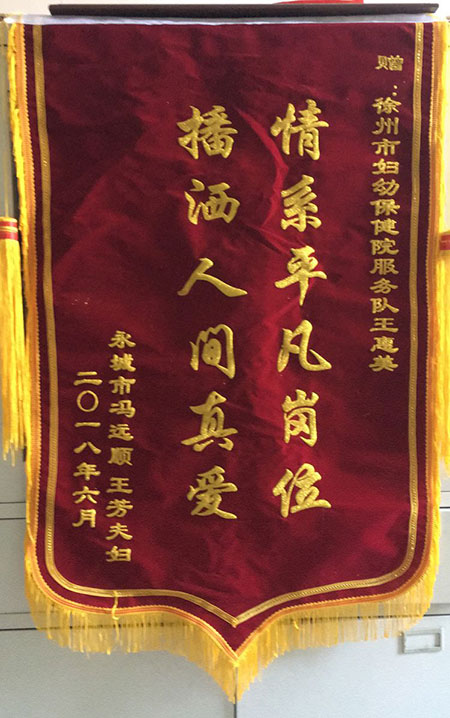 赠：徐州市妇幼保健院服务队王惠美
情系平凡岗位
播洒人间真爱
永城市冯远顺王芳夫妇
二〇一八年六月